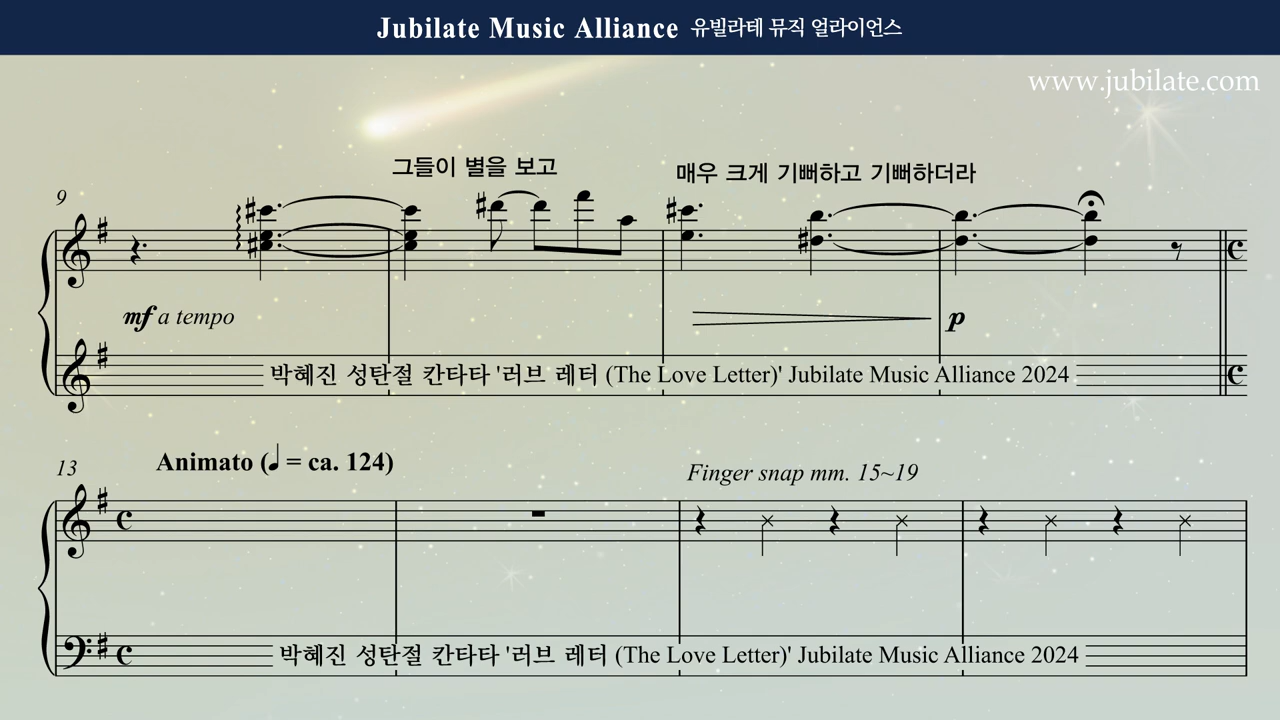 Jubilate Music Alliance 유빌라테 뮤직 얼라이언스
www.jubilate.com
그들이 별을 보고
매우 크게 기뻐하고 기뻐하더라
9
mf a tempo
p
박혜진 성탄절 칸타타 '러브 레터 (The Love Letter)' Jubilate Music Alliance 2024
13
Animato (♩ = ca. 124)
Finger snap mm. 15~19
박혜진 성탄절 칸타타 '러브 레터 (The Love Letter)' Jubilate Music Alliance 2024